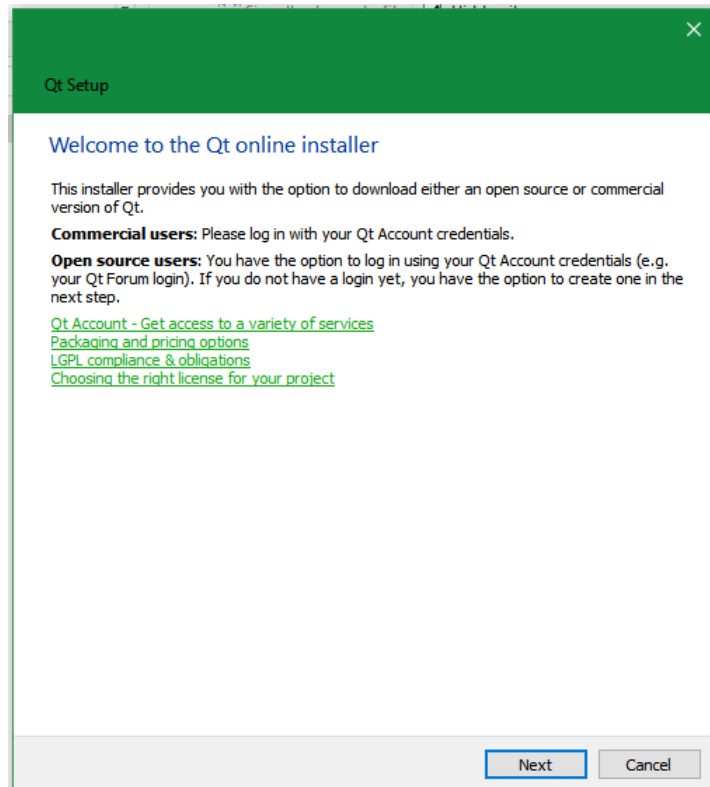 Qt Setup
Welcome to the Qt online installer
This installer provides you with the option to download either an open source or commercial
version of Qt.
Commercial users: Please log in with your Qt Account credentials.
Open source users: You have the option to log in using your Qt Account credentials (e.g.
your Qt Forum login). If you do not have a login yet, you have the option to create one in the
next step.
Qt Account - Get access to a variety of services
Packaging and pricing options
LGPL compliance & obligations
Choosing the right license for your project
Next
Cancel